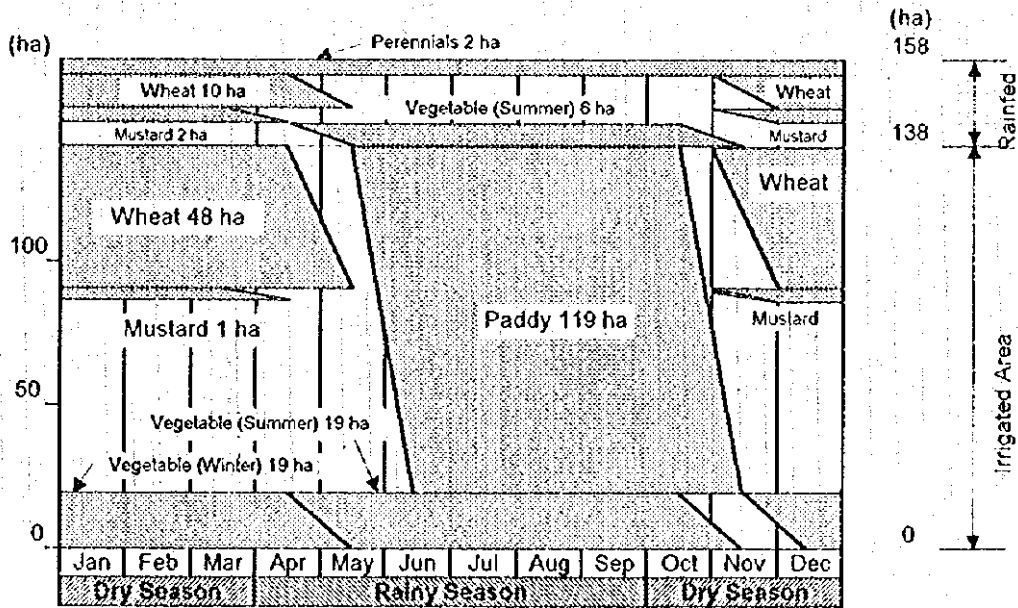 (ha)
(ha)
158
Perennials 2 ha
Wheat 10 ha
Vegetable (Summer) 6 ha
Wheat
Rainfed
Mustard 2 ha
Mustard
138
Wheat 48 ha
Wheat
100
Mustard 1 ha
Paddy 119 ha
Mustard
50
Vegetable (Summer) 19 ha
Vegetable (Winter) 19 ha
Irrigated Area
0
0
Jan Feb Mar Apr May Jun Jul Aug Sep Oct Nov Dec
Dry Season Rainy Season Dry Season